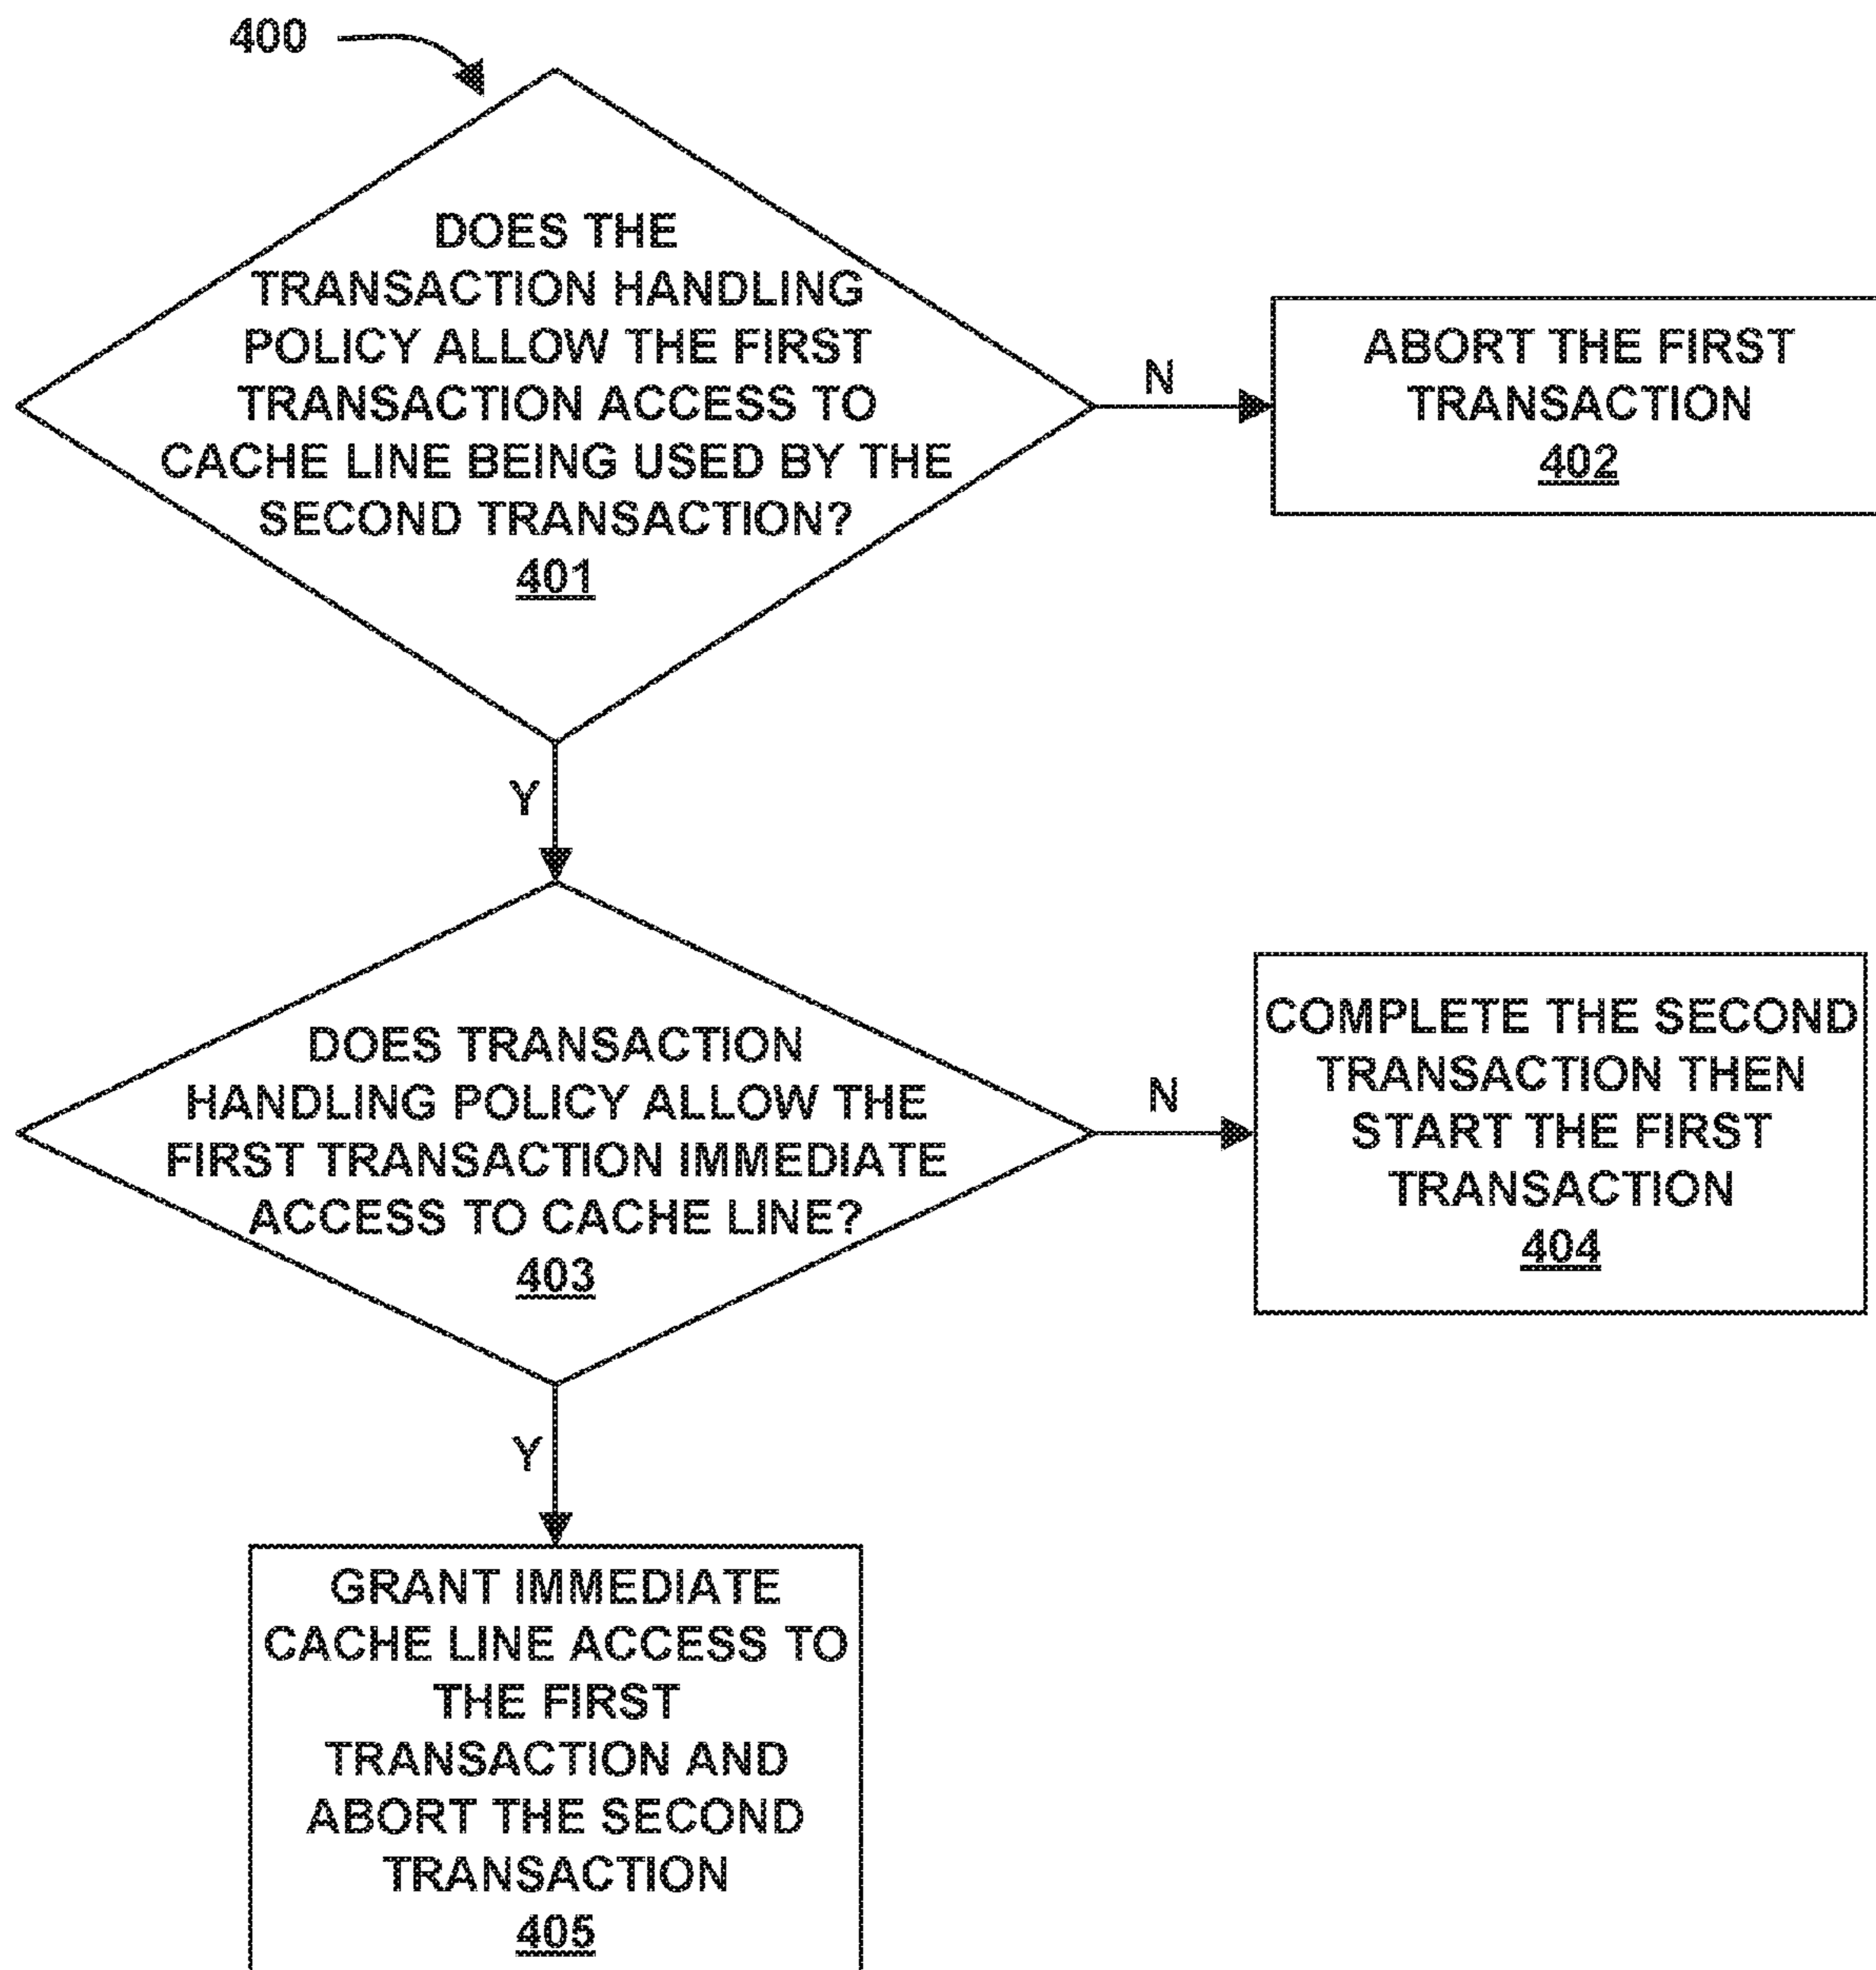 400
DOES THE
TRANSACTION HANDLING
POLICY ALLOW THE FIRST
TRANSACTION ACCESS TO
CACHE LINE BEING USED BY THE
SECOND TRANSACTION?
401
N
ABORT THE FIRST
TRANSACTION
402
Y
DOES TRANSACTION
HANDLING POLICY ALLOW THE
FIRST TRANSACTION IMMEDIATE
ACCESS TO CACHE LINE?
403
N
COMPLETE THE SECOND
TRANSACTION THEN
START THE FIRST
TRANSACTION
404
Y
GRANT IMMEDIATE
CACHE LINE ACCESS TO
THE FIRST
TRANSACTION AND
ABORT THE SECOND
TRANSACTION
405